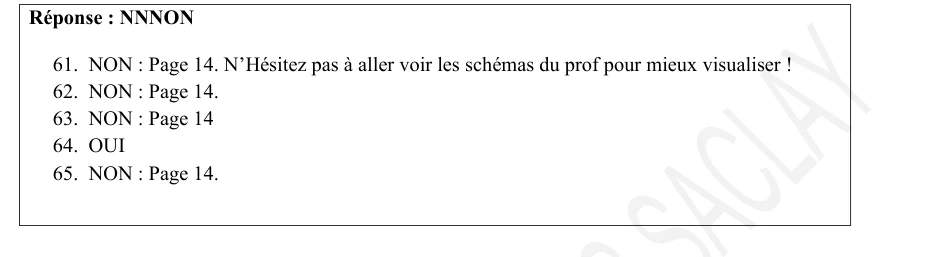 Réponse : NNNON
61. NON : Page 14. N’Hésitez pas à aller voir les schémas du prof pour mieux visualiser !
62. NON : Page 14.
63. NON : Page 14
64. OUI
65. NON : Page 14.
SACLAY